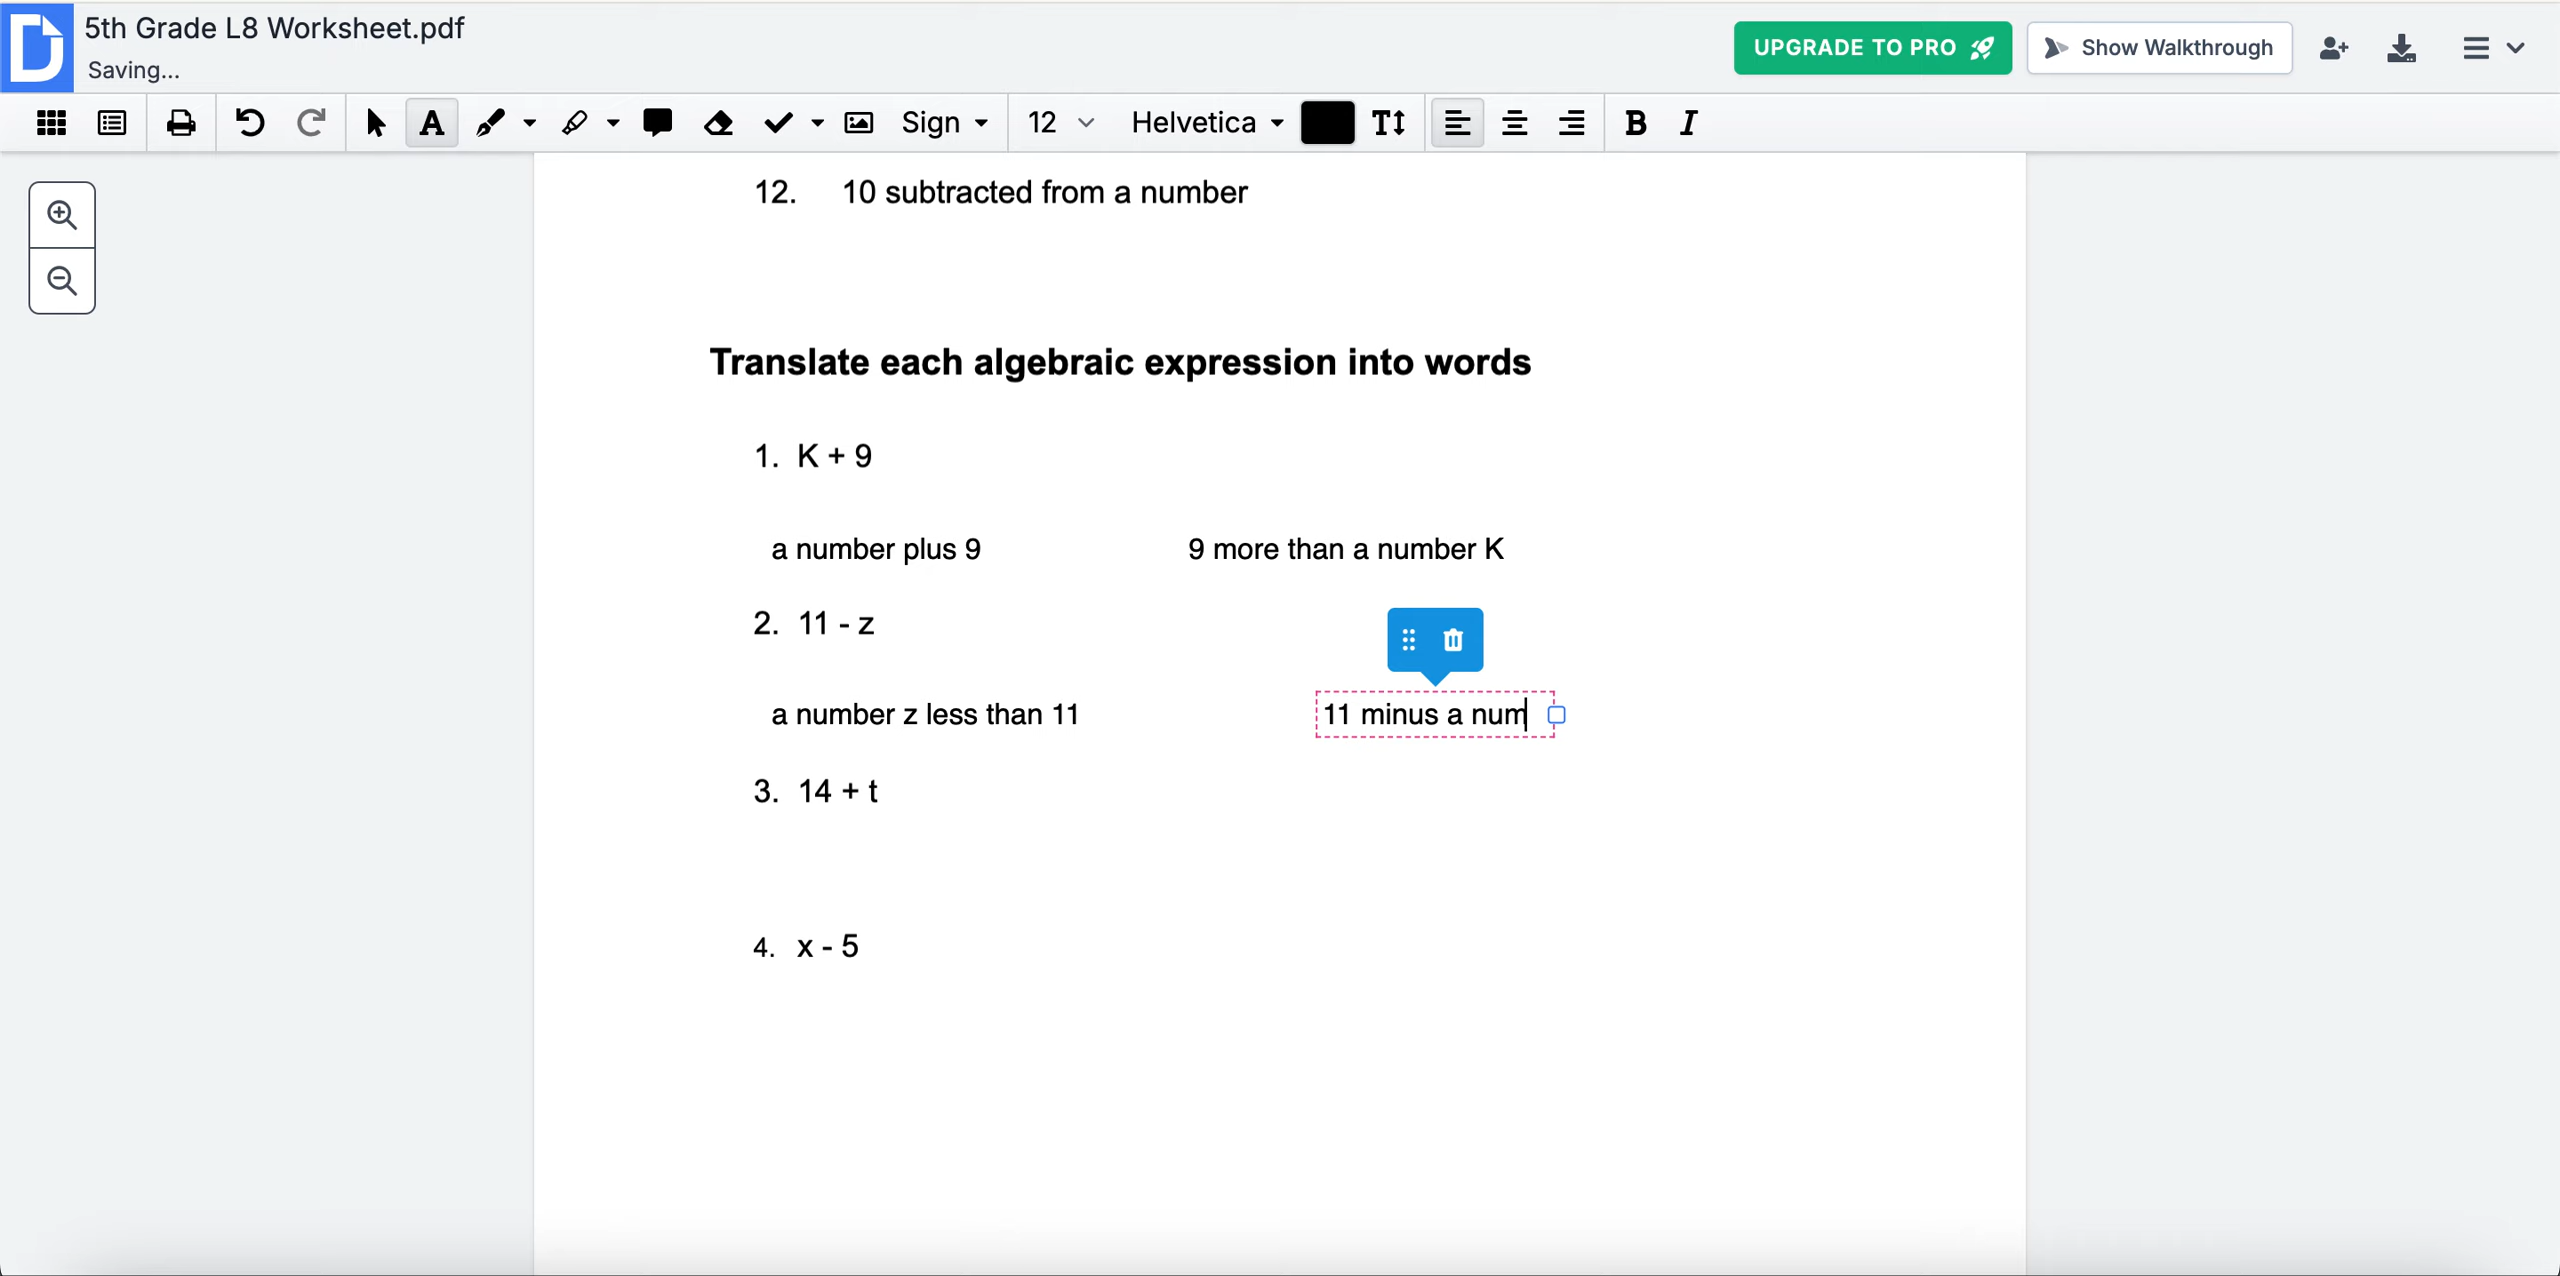 5th Grade L8 Worksheet.pdf
Saving...
UPGRADE TO PRO
Show Walkthrough
Sign
12
Helvetica
12. 10 subtracted from a number
Translate each algebraic expression into words
1. K + 9
a number plus 9
9 more than a number K
2. 11 - z
a number z less than 11
11 minus a num
3. 14 + t
4. x - 5